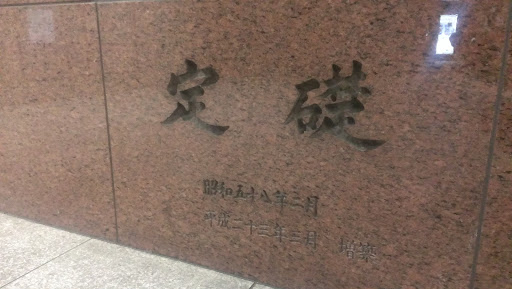 定礎
昭和五十八年三月
平成二十三年三月 増築